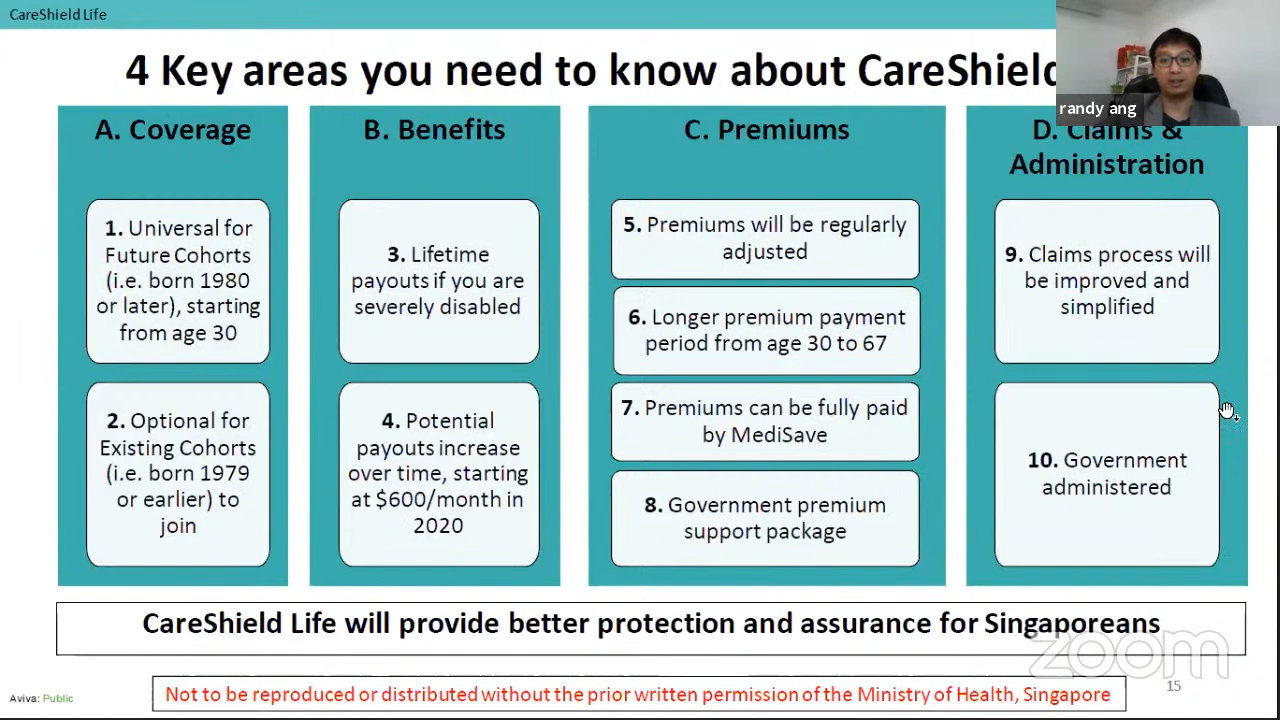 CareShield Life
4 Key areas you need to know about CareShield
randy ang
A. Coverage
1. Universal for
Future Cohorts
(i.e. born 1980
or later), starting
from age 30
2. Optional for
Existing Cohorts
(i.e. born 1979
or earlier) to
join
B. Benefits
3. Lifetime
payouts if you are
severely disabled
4. Potential
payouts increase
over time, starting
at $600/month in
2020
C. Premiums
5. Premiums will be regularly
adjusted
6. Longer premium payment
period from age 30 to 67
7. Premiums can be fully paid
by MediSave
8. Government premium
support package
D. Claims &
Administration
9. Claims process will
be improved and
simplified
10. Government
administered
CareShield Life will provide better protection and assurance for Singaporeans
zoom
Aviva: Public
Not to be reproduced or distributed without the prior written permission of the Ministry of Health, Singapore
15